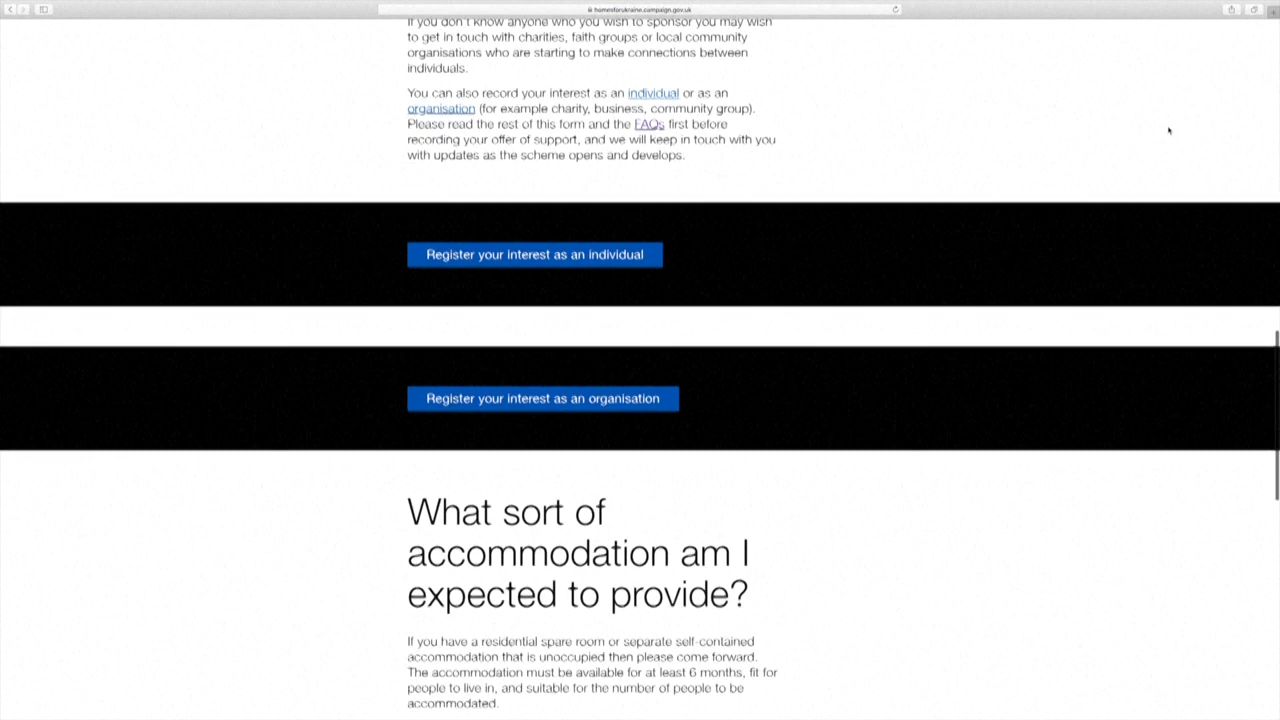 homesforukraine.campaign.gov.uk
If you don't know anyone who you wish to sponsor you may wish
to get in touch with charities, faith groups or local community
organisations who are starting to make connections between
individuals.
You can also record your interest as an individual or as an
organisation (for example charity, business, community group).
Please read the rest of this form and the FAQs first before
recording your offer of support, and we will keep in touch with you
with updates as the scheme opens and develops.
Register your interest as an individual
Register your interest as an organisation
What sort of
accommodation am I
expected to provide?
If you have a residential spare room or separate self-contained
accommodation that is unoccupied then please come forward.
The accommodation must be available for at least 6 months, fit for
people to live in, and suitable for the number of people to be
accommodated.